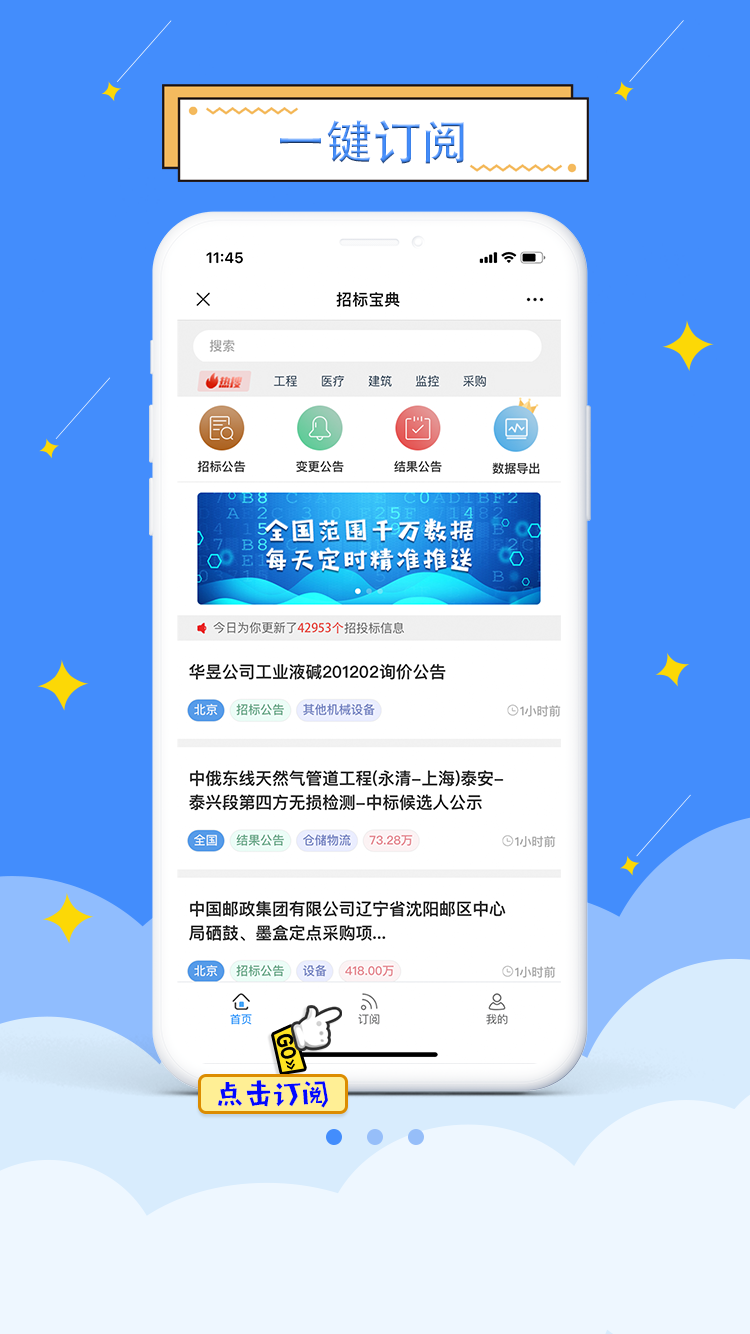 一键订阅
11:45
招标宝典
搜索
热搜 工程 医疗 建筑 监控 采购
招标公告 变更公告 结果公告 数据导出
全国范围千万数据
每天定时精准推送
今日为你更新了42953个招投标信息
华昱公司工业液碱201202询价公告
北京 招标公告 其他机械设备 1小时前
中俄东线天然气管道工程(永清-上海)泰安-
泰兴段第四方无损检测-中标候选人公示
全国 结果公告 仓储物流 73.28万 1小时前
中国邮政集团有限公司辽宁省沈阳邮区中心
局硒鼓、墨盒定点采购项...
北京 招标公告 设备 418.00万 1小时前
首页 订阅 我的
GO
点击订阅